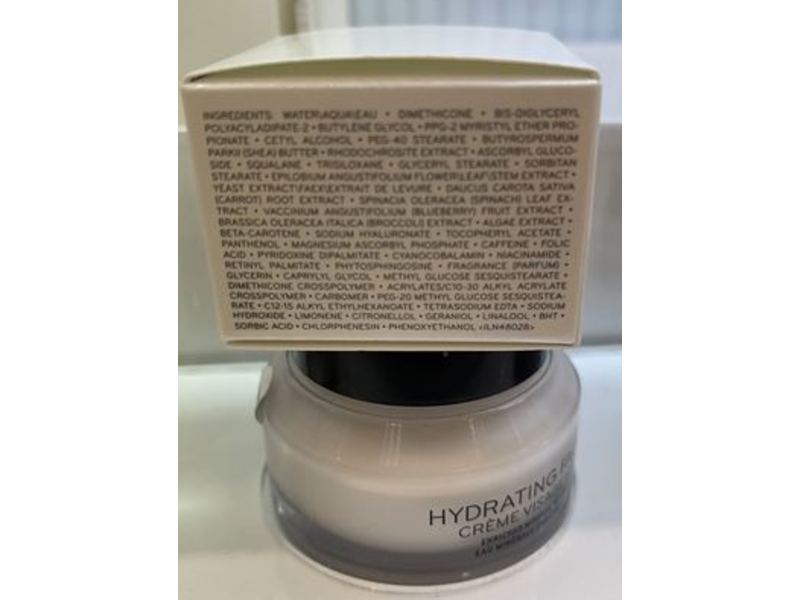 INGREDIENTS: WATER\AQUA\EAU • DIMETHICONE • BIS-DIGLYCERYL
POLYACYLADIPATE-2 • BUTYLENE GLYCOL • PPG-2 MYRISTYL ETHER PRO-
PIONATE • CETYL ALCOHOL • PEG-40 STEARATE • BUTYROSPERMUM
PARKII (SHEA) BUTTER • RHODOCHROSITE EXTRACT • ASCORBYL GLUCO-
SIDE • SQUALANE • TRISILOXANE • GLYCERYL STEARATE • SORBITAN
STEARATE • EPILOBIUM ANGUSTIFOLIUM FLOWER\LEAF\STEM EXTRACT •
YEAST EXTRACT\FAEX\EXTRAIT DE LEVURE • DAUCUS CAROTA SATIVA
(CARROT) ROOT EXTRACT • SPINACIA OLERACEA (SPINACH) LEAF EX-
TRACT • VACCINIUM ANGUSTIFOLIUM (BLUEBERRY) FRUIT EXTRACT •
BRASSICA OLERACEA ITALICA (BROCCOLI) EXTRACT • ALGAE EXTRACT •
BETA-CAROTENE • SODIUM HYALURONATE • TOCOPHERYL ACETATE •
PANTHENOL • MAGNESIUM ASCORBYL PHOSPHATE • CAFFEINE • FOLIC
ACID • PYRIDOXINE DIPALMITATE • CYANOCOBALAMIN • NIACINAMIDE •
RETINYL PALMITATE • PHYTOSPHINGOSINE • FRAGRANCE (PARFUM) •
GLYCERIN • CAPRYLYL GLYCOL • METHYL GLUCOSE SESQUISTEARATE •
DIMETHICONE CROSSPOLYMER • ACRYLATES/C10-30 ALKYL ACRYLATE
CROSSPOLYMER • CARBOMER • PEG-20 METHYL GLUCOSE SESQUISTEA-
RATE • C12-15 ALKYL ETHYLHEXANOATE • TETRASODIUM EDTA • SODIUM
HYDROXIDE • LIMONENE • CITRONELLOL • GERANIOL • LINALOOL • BHT •
SORBIC ACID • CHLORPHENESIN • PHENOXYETHANOL <ILN48028>
HYDRATING
CRÈME
EAU